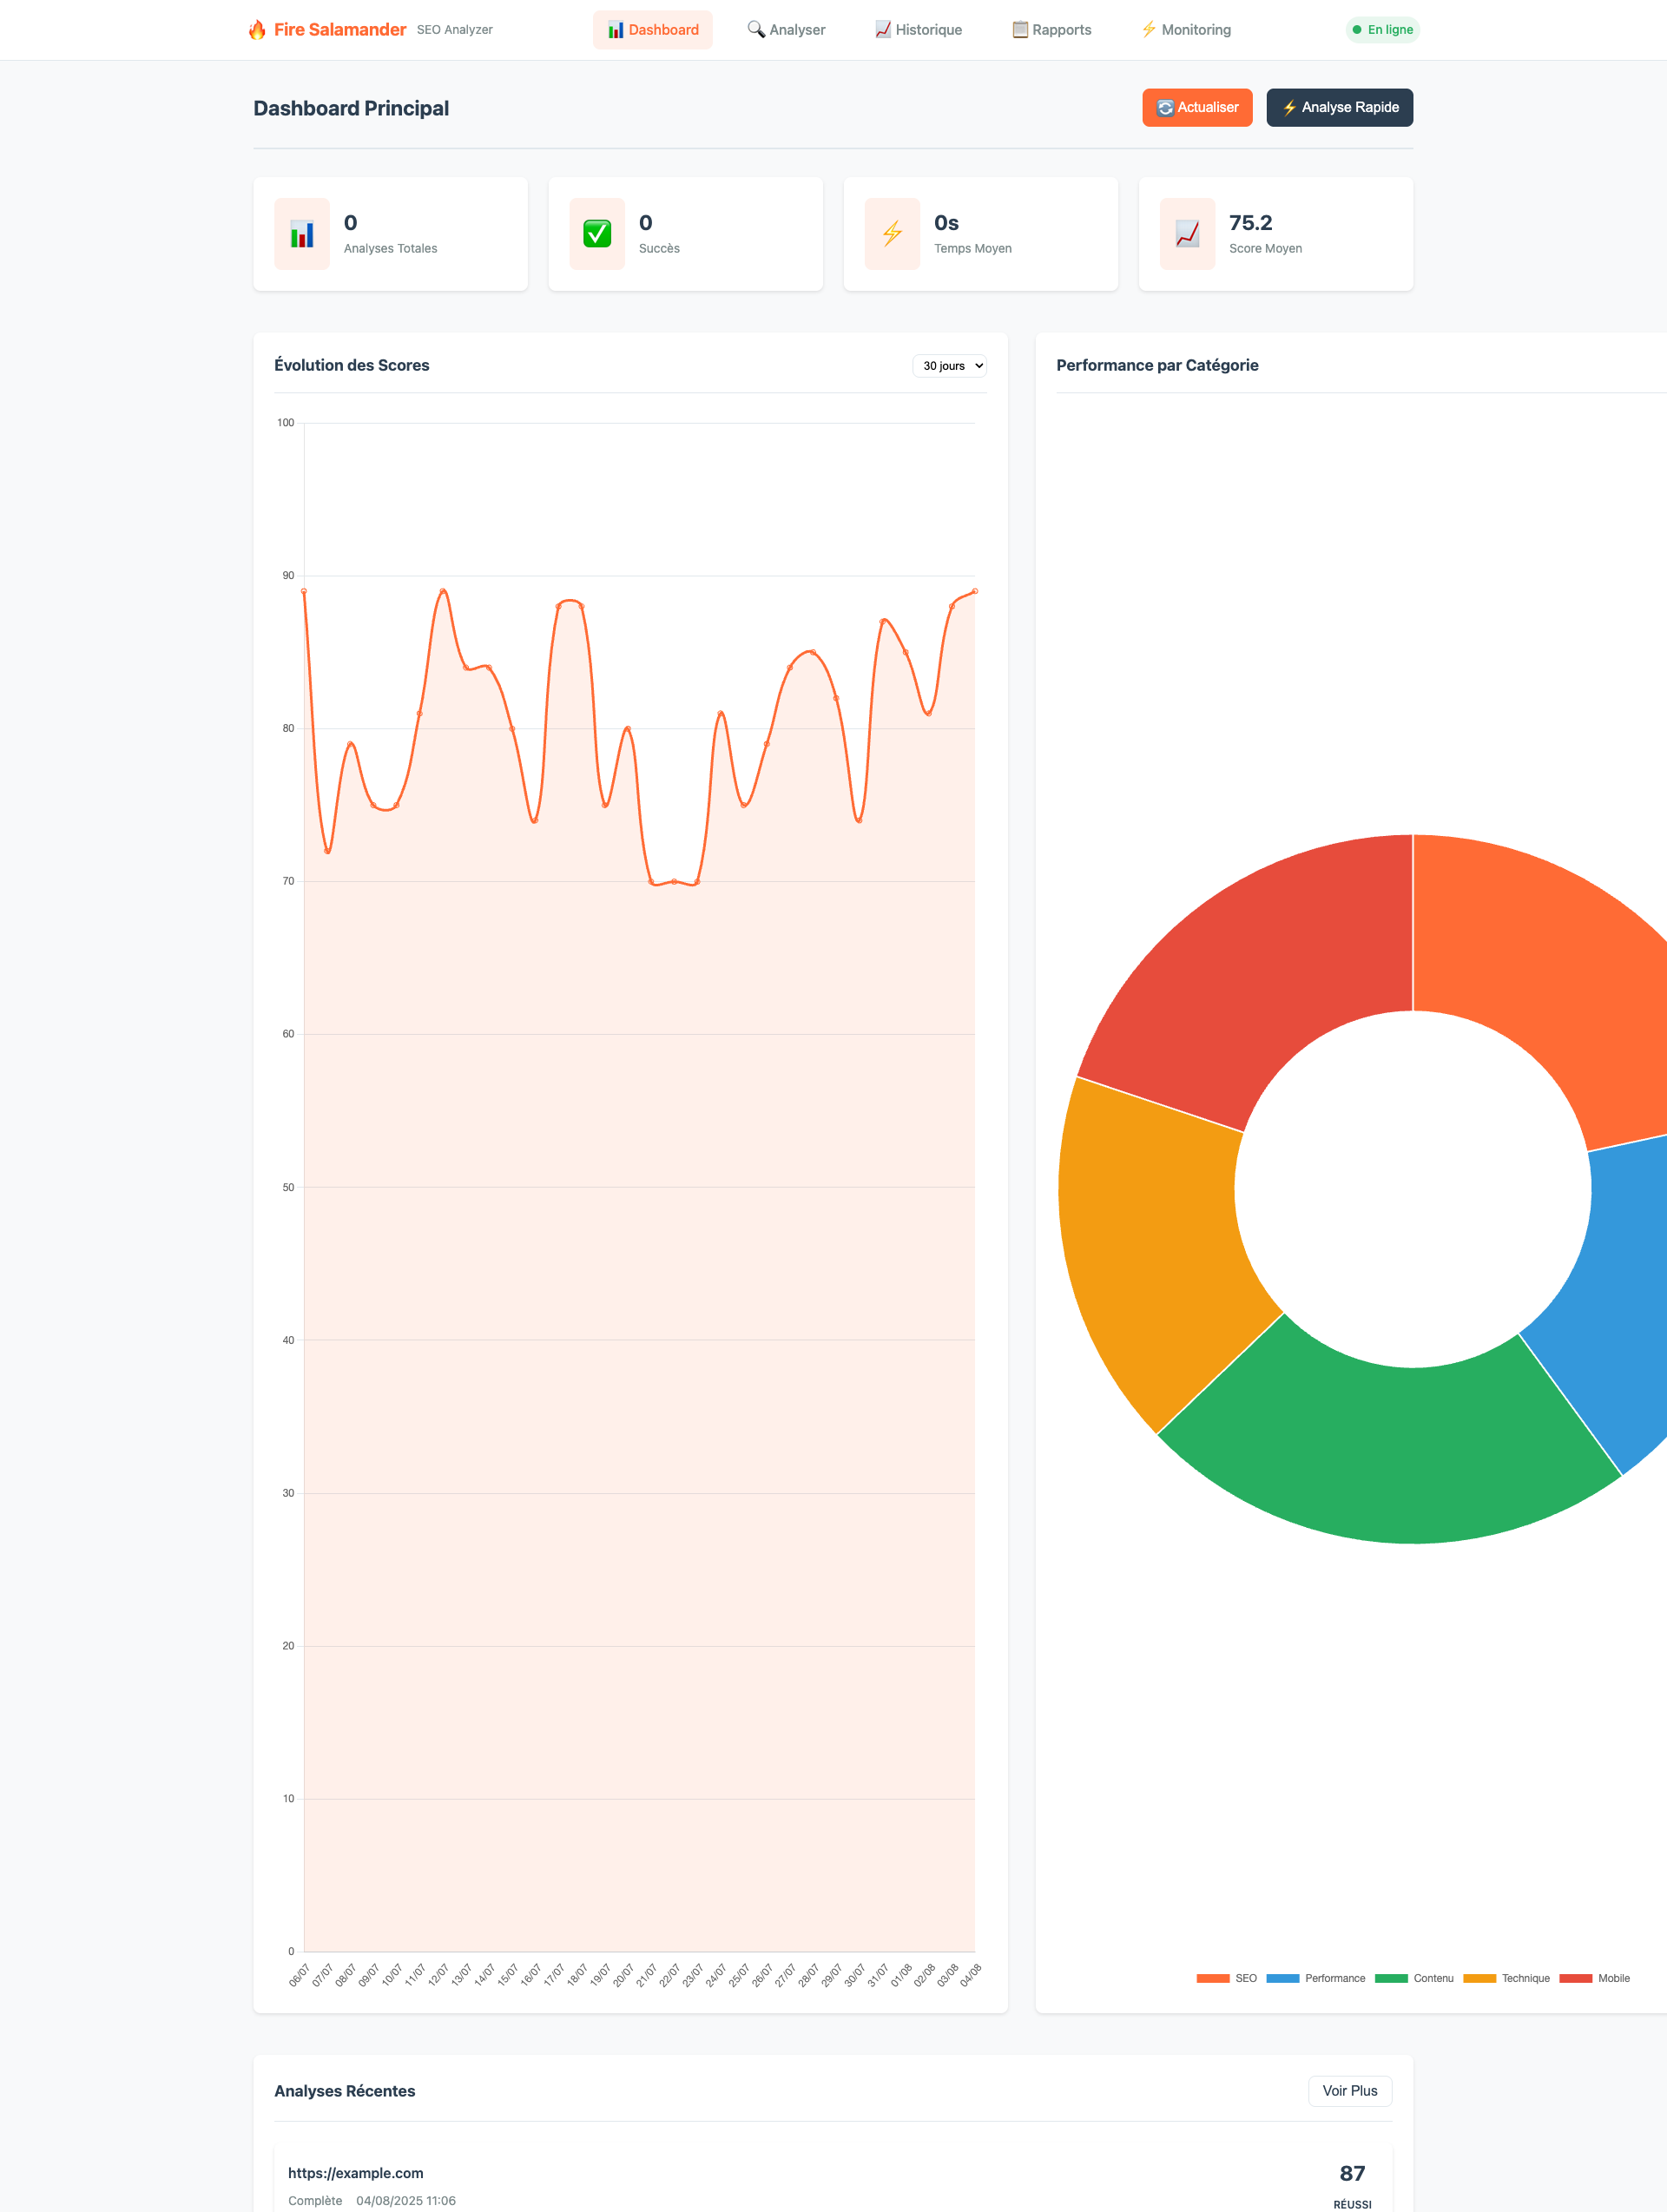 Fire Salamander SEO Analyzer Dashboard Analyser Historique Rapports Monitoring En ligne
Dashboard Principal Actualiser Analyse Rapide
0
Analyses Totales
0
Succès
0s
Temps Moyen
75.2
Score Moyen
Évolution des Scores 30 jours
100
90
80
70
60
50
40
30
20
10
0
06/07 07/07 08/07 09/07 10/07 11/07 12/07 13/07 14/07 15/07 16/07 17/07 18/07 19/07 20/07 21/07 22/07 23/07 24/07 25/07 26/07 27/07 28/07 29/07 30/07 31/07 01/08 02/08 03/08 04/08
Performance par Catégorie
SEO Performance Contenu Technique Mobile
Analyses Récentes Voir Plus
https://example.com 87
Complète 04/08/2025 11:06 RÉUSSI